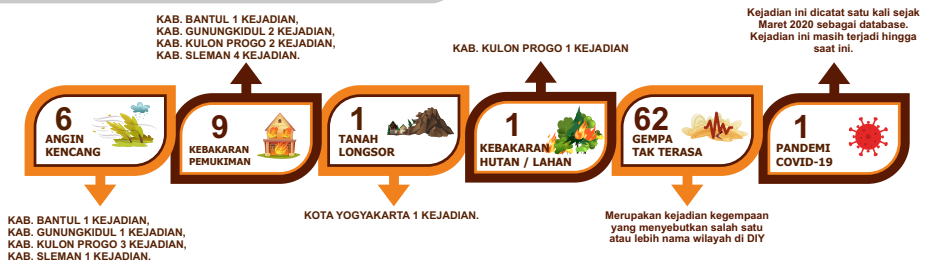 KAB. BANTUL 1 KEJADIAN,
KAB. GUNUNGKIDUL 2 KEJADIAN,
KAB. KULON PROGO 2 KEJADIAN,
KAB. SLEMAN 4 KEJADIAN.
KAB. KULON PROGO 1 KEJADIAN
Kejadian ini dicatat satu kali sejak
Maret 2020 sebagai database.
Kejadian ini masih terjadi hingga
saat ini.
6
ANGIN
KENCANG
9
KEBAKARAN
PEMUKIMAN
1
TANAH
LONGSOR
1
KEBAKARAN
HUTAN / LAHAN
62
GEMPA
TAK TERASA
1
PANDEMI
COVID-19
KAB. BANTUL 1 KEJADIAN,
KAB. GUNUNGKIDUL 1 KEJADIAN,
KAB. KULON PROGO 3 KEJADIAN,
KAB. SLEMAN 1 KEJADIAN.
KOTA YOGYAKARTA 1 KEJADIAN.
Merupakan kejadian kegempaan
yang menyebutkan salah satu
atau lebih nama wilayah di DIY